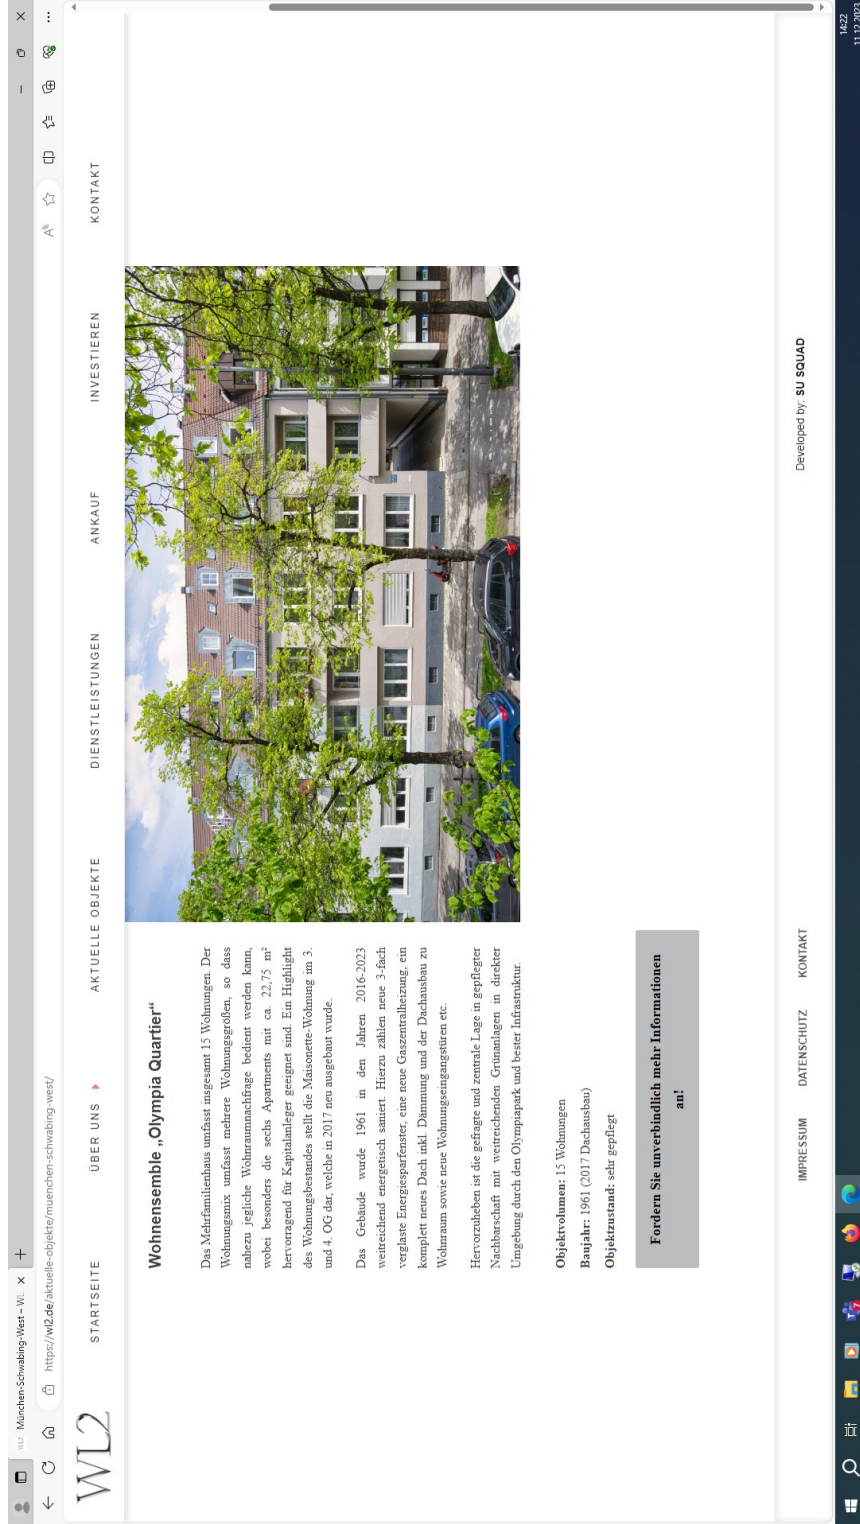 München-Schwabing-West – WL
https://wl2.de/aktuelle-objekte/muenchen-schwabing-west/
WL2
STARTSEITE
ÜBER UNS
AKTUELLE OBJEKTE
DIENSTLEISTUNGEN
ANKAUF
INVESTIEREN
KONTAKT
Wohnensemble „Olympia Quartier“
Das Mehrfamilienhaus umfasst insgesamt 15 Wohnungen. Der
Wohnungsmix umfasst mehrere Wohnungsgrößen, so dass
nahezu jegliche Wohnraumnachfrage bedient werden kann,
wobei besonders die sechs Apartments mit ca. 22,75 m²
hervorragend für Kapitalanleger geeignet sind. Ein Highlight
des Wohnungsbestandes stellt die Maisonette-Wohnung im 3.
und 4. OG dar, welche in 2017 neu ausgebaut wurde.
Das Gebäude wurde 1961 in den Jahren 2016-2023
weitreichend energetisch saniert. Hierzu zählen neue 3-fach
verglaste Energiesparfenster, eine neue Gaszentralheizung, ein
komplett neues Dach inkl. Dämmung und der Dachausbau zu
Wohnraum sowie neue Wohnungseingangstüren etc.
Hervorzuheben ist die gefragte und zentrale Lage in gepflegter
Nachbarschaft mit weitreichenden Grünanlagen in direkter
Umgebung durch den Olympiapark und bester Infrastruktur.
Objektvolumen: 15 Wohnungen
Baujahr: 1961 (2017 Dachausbau)
Objektzustand: sehr gepflegt
Fordern Sie unverbindlich mehr Informationen
an!
IMPRESSUM
DATENSCHUTZ
KONTAKT
Developed by: SU SQUAD
14:22
11.12.2023